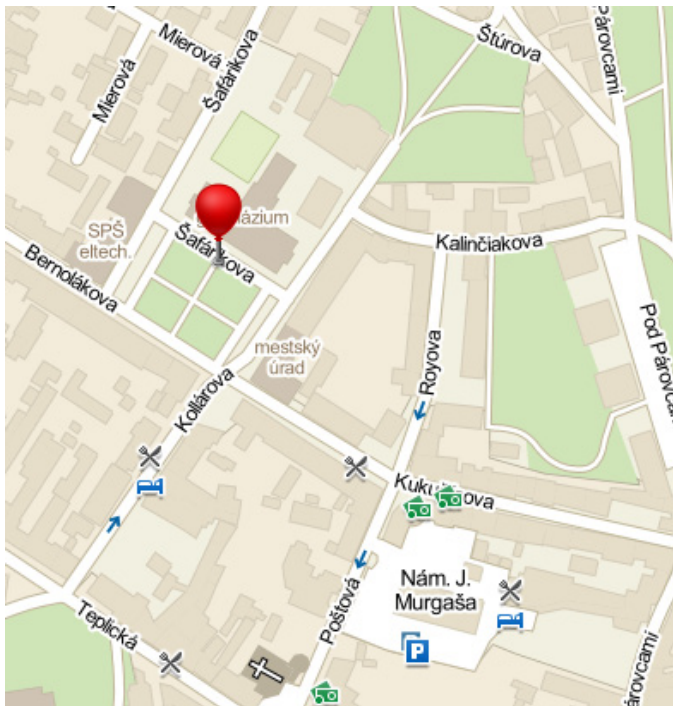 Mierová
Mierová
Šafárikova
Štúrova
Párovcami
SPŠ
eltech.
Šafárikova
Kalinčiakova
Bernolákova
Pod Párovcami
mestský
úrad
Royova
Kollárova
Nám. J.
Murgaša
Poštová
Teplická
P